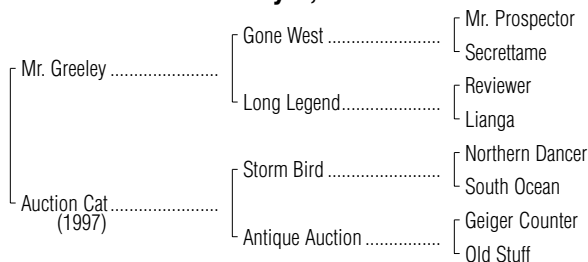 Mr. Prospector
Gone West
Secrettame
Mr. Greeley
Reviewer
Long Legend
Lianga
Northern Dancer
Storm Bird
South Ocean
Auction Cat
(1997)
Geiger Counter
Antique Auction
Old Stuff